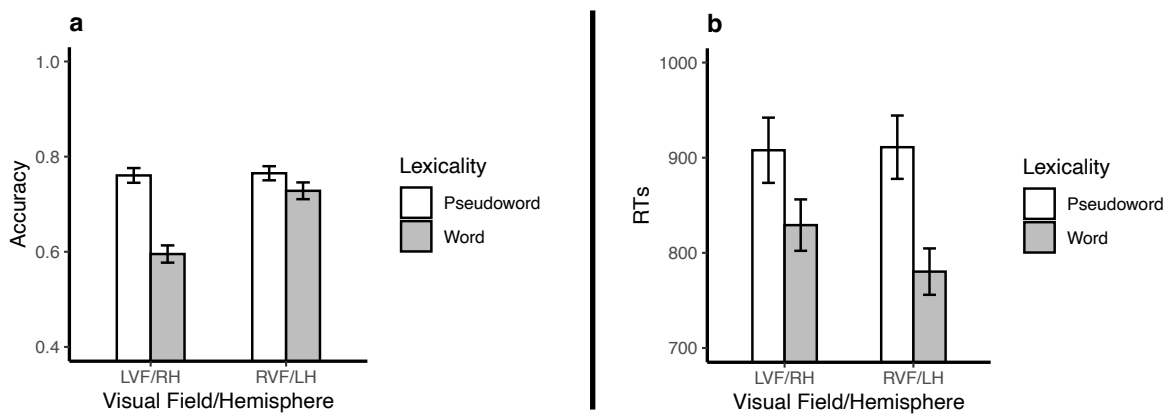 a
1.0
0.8
0.6
0.4
Accuracy
LVF/RH RVF/LH
Visual Field/Hemisphere
Lexicality
Pseudoword
Word
b
1000
900
800
700
RTs
LVF/RH RVF/LH
Visual Field/Hemisphere
Lexicality
Pseudoword
Word